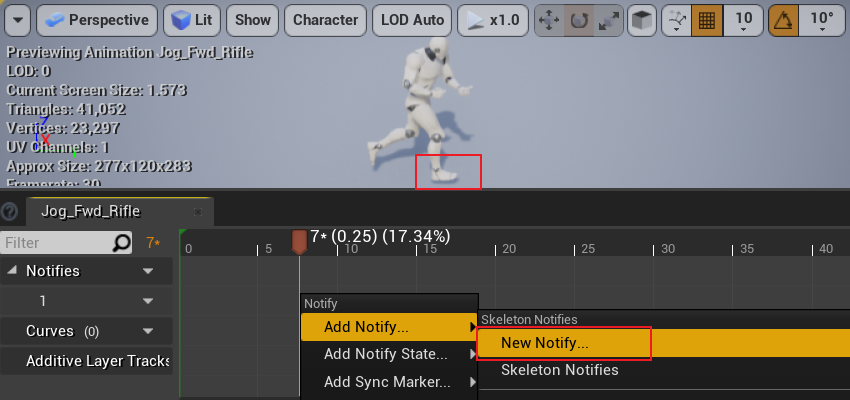 Perspective Lit Show Character LOD Auto x1.0 10 10°
Previewing Animation Jog_Fwd_Rifle
LOD: 0
Current Screen Size: 1.573
Triangles: 41,052
Vertices: 23,297
UV Channels: 1
Approx Size: 277x120x283
Framerate: 30
Z
X
Jog_Fwd_Rifle
Filter 7*
7* (0.25) (17.34%)
0 5 10 15 20 25 30 35 40
Notifies
1
Curves (0)
Additive Layer Tracks
Notify
Add Notify...
Add Notify State...
Add Sync Marker...
Skeleton Notifies
New Notify...
Skeleton Notifies